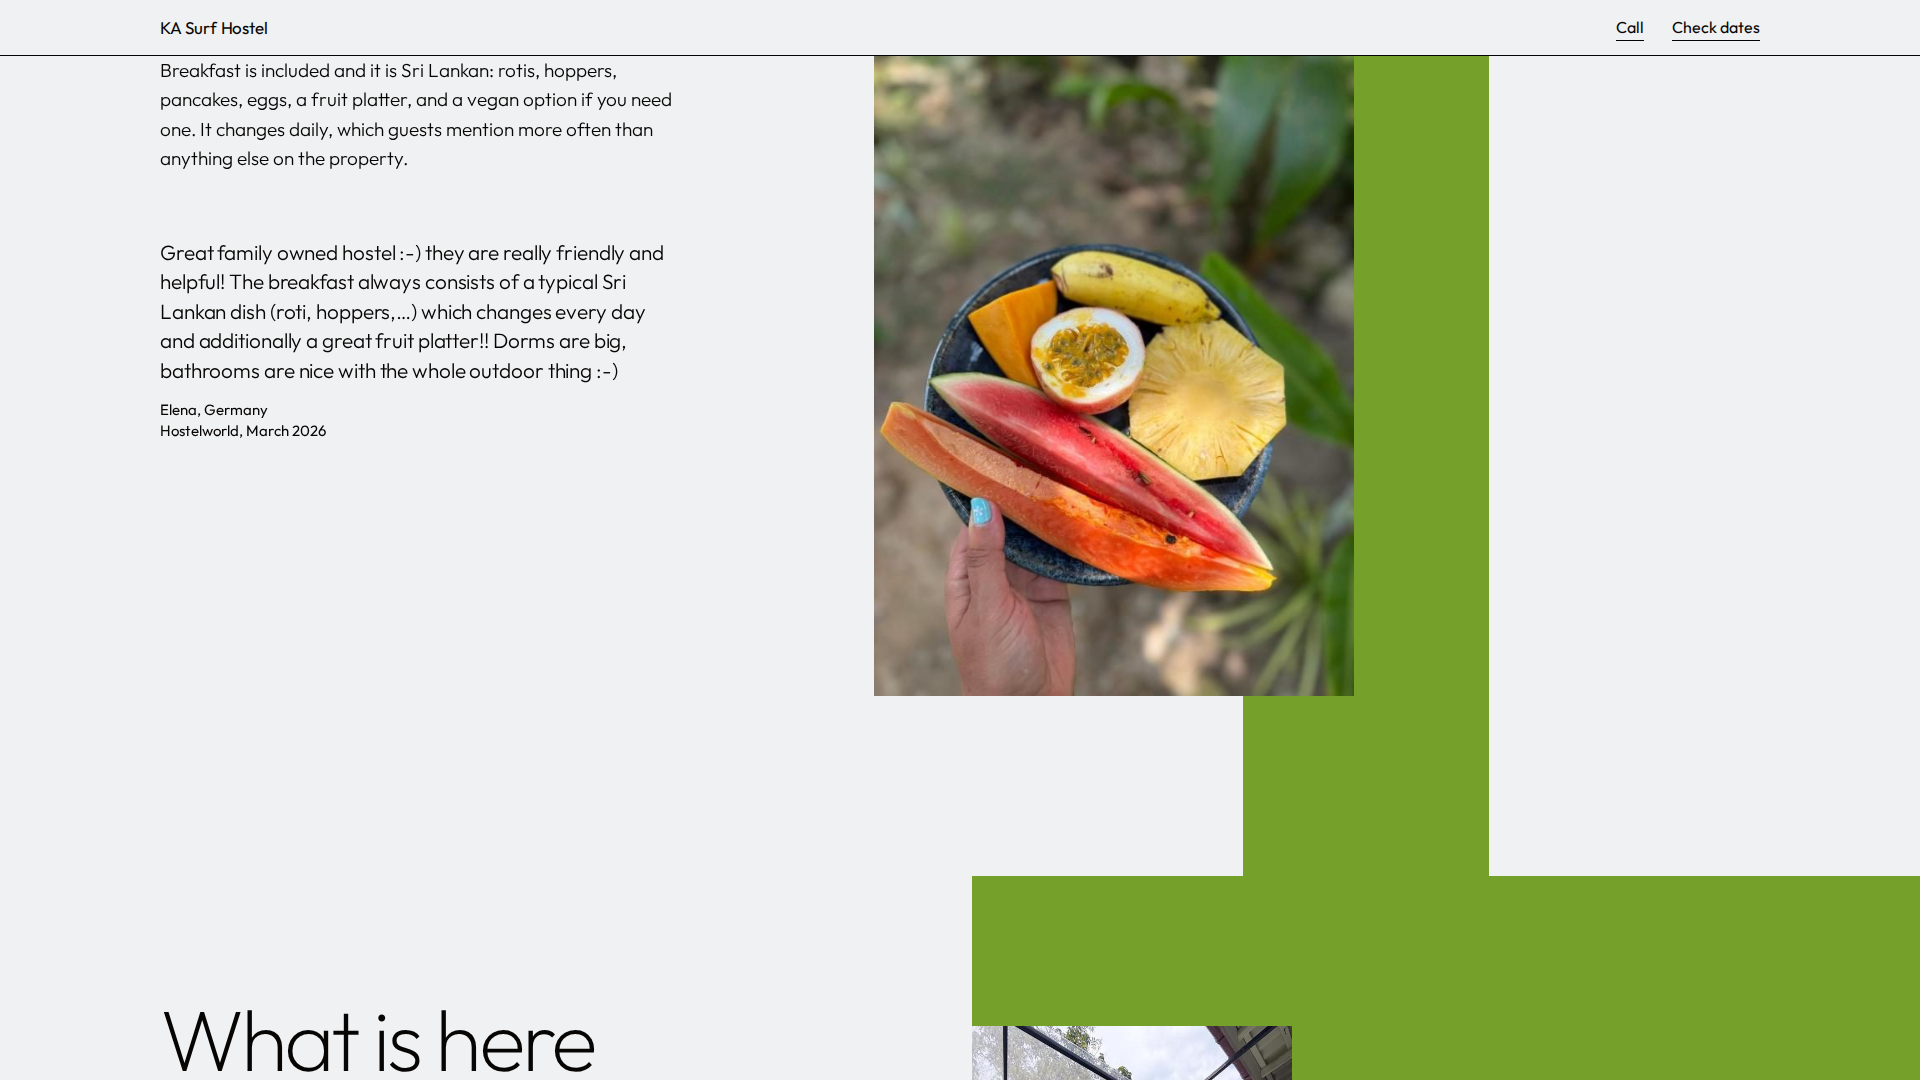 KA Surf Hostel
Call
Check dates
Breakfast is included and it is Sri Lankan: rotis, hoppers,
pancakes, eggs, a fruit platter, and a vegan option if you need
one. It changes daily, which guests mention more often than
anything else on the property.
Great family owned hostel :-) they are really friendly and
helpful! The breakfast always consists of a typical Sri
Lankan dish (roti, hoppers,...) which changes every day
and additionally a great fruit platter!! Dorms are big,
bathrooms are nice with the whole outdoor thing :-)
Elena, Germany
Hostelworld, March 2026
What is here